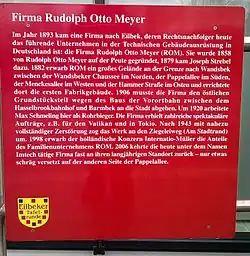 Firma Rudolph Otto Meyer
Im Jahr 1893 kam eine Firma nach Eilbek, deren Rechtsnachfolger heute
das führende Unternehmen in der Technischen Gebäudeausrüstung in
Deutschland ist: die Firma Rudolph Otto Meyer (ROM). Sie wurde 1858
von Rudolph Otto Meyer auf der Peute gegründet, 1879 kam Joseph Strebel
dazu. 1882 erwarb ROM ein großes Gelände an der Grenze nach Wandsbek
zwischen der Wandsbeker Chaussee im Norden, der Pappelallee im Süden,
der Menckesallee im Westen und der Hammer Straße im Osten und errichtete
dort die ersten Fabrikgebäude. 1906 musste die Firma den östlichen
Grundstücksteil wegen des Baus der Vorortbahn zwischen dem
Hasselbrookbahnhof und Barmbek an die Stadt abgeben. Um 1920 arbeitete
Max Schmeling hier als Rohrbieger. Die Firma erhielt zahlreiche spektakuläre
Aufträge, z.B. für den Vatikan und in Tokio. Nach 1943 mit nahezu
vollständiger Zerstörung zog das Werk an den Ziegeleiweg (Am Stadtrand)
um. 1998 erwarb der holländische Konzern Internatio-Müller die Anteile
des Familienunternehmens ROM. 2006 kehrte die heute unter dem Namen
Imtech tätige Firma fast an ihren langjährigen Standort zurück – nur etwas
schräg versetzt auf der anderen Seite der Pappelallee.
Eilbeker
Tafel-
runde